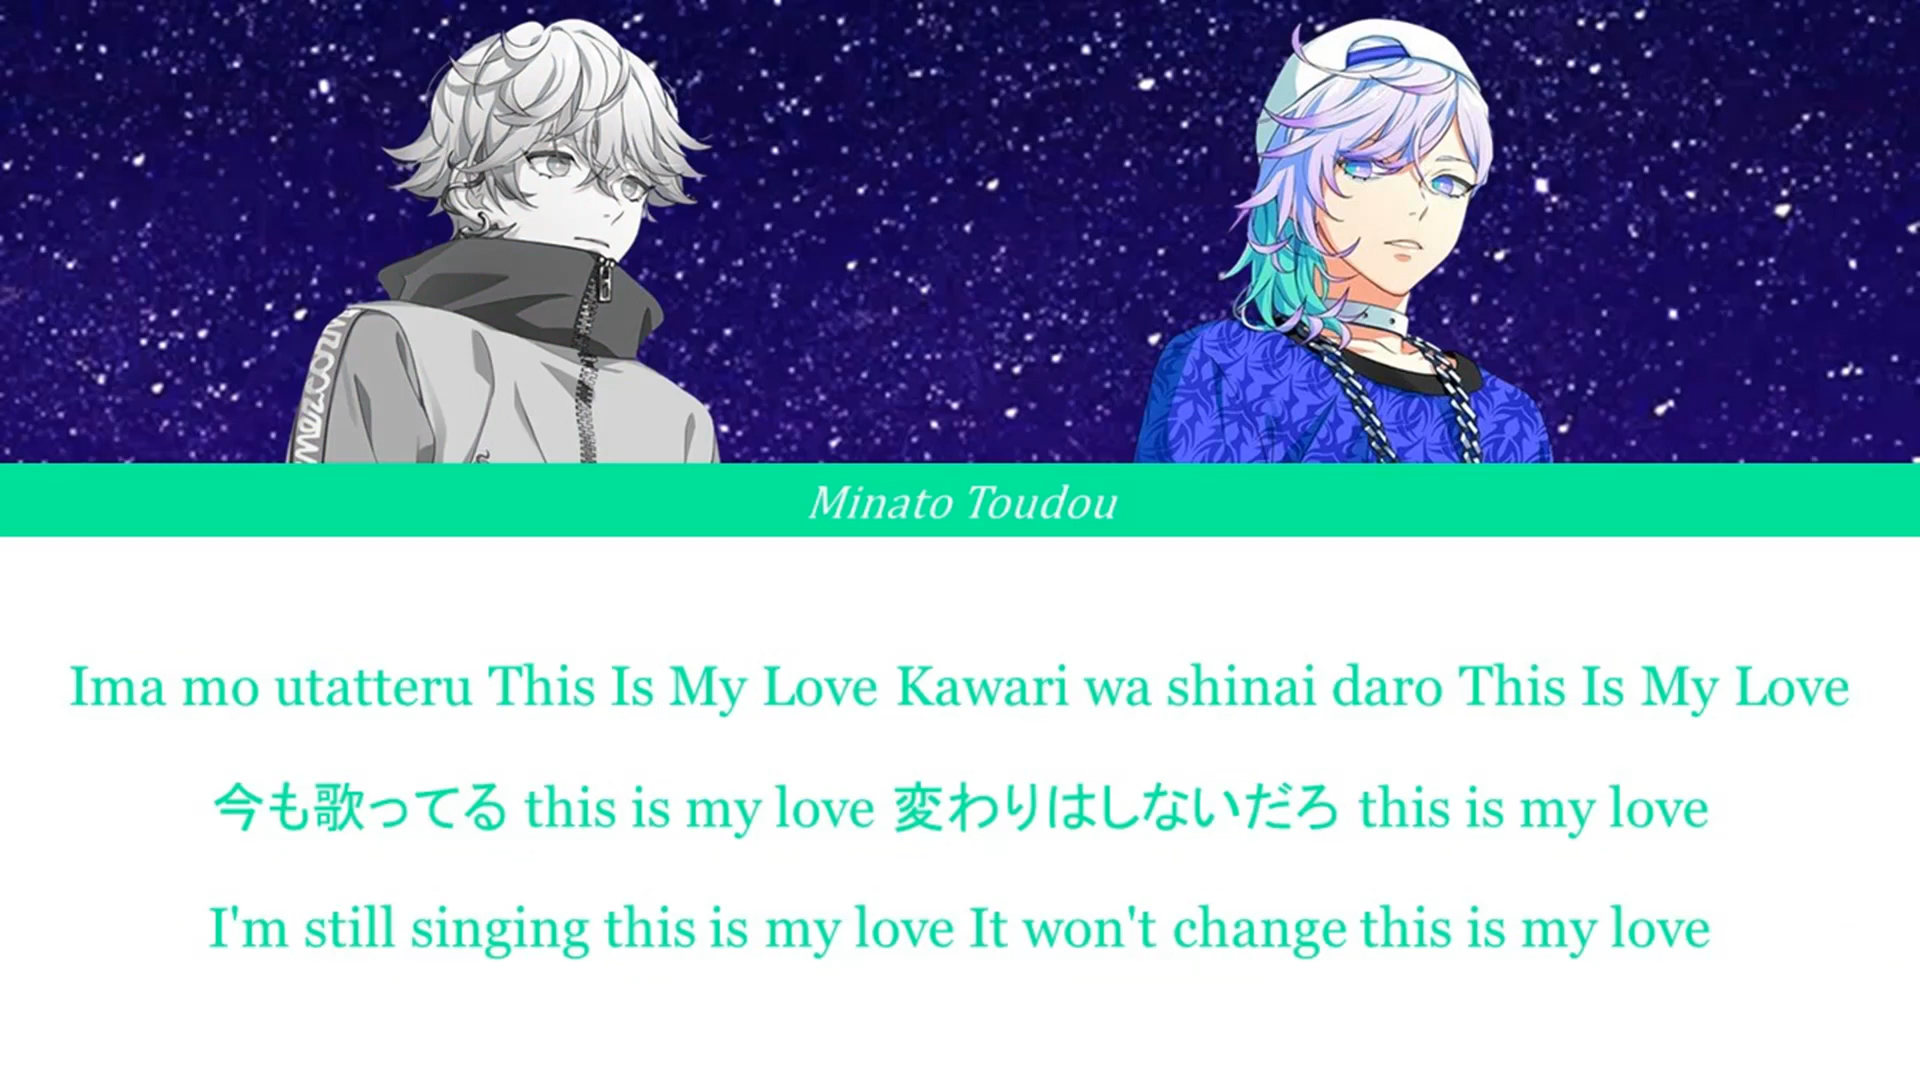 Minato Toudou
Ima mo utatteru This Is My Love Kawari wa shinai daro This Is My Love
今も歌ってる this is my love 変わりはしないだろ this is my love
I'm still singing this is my love It won't change this is my love